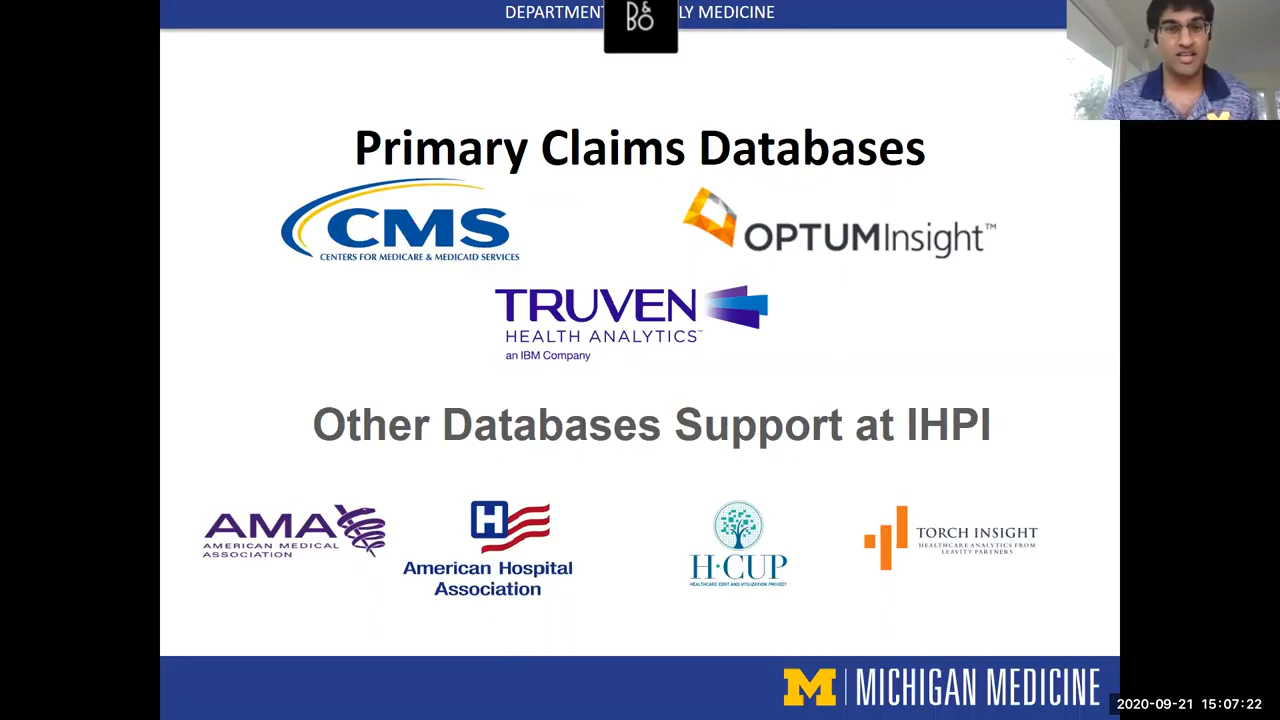 DEPARTMENT LY MEDICINE
B&
BO
Primary Claims Databases
CMS
CENTERS FOR MEDICARE & MEDICAID SERVICES
OPTUMInsight™
TRUVEN
HEALTH ANALYTICS™
an IBM Company
Other Databases Support at IHPI
AMA
AMERICAN MEDICAL
ASSOCIATION
H
American Hospital
Association
H·CUP
HEALTHCARE COST AND UTILIZATION PROJECT
TORCH INSIGHT
HEALTHCARE ANALYTICS FROM
LEAVITT PARTNERS
M
M | MICHIGAN MEDICINE
2020-09-21 15:07:22